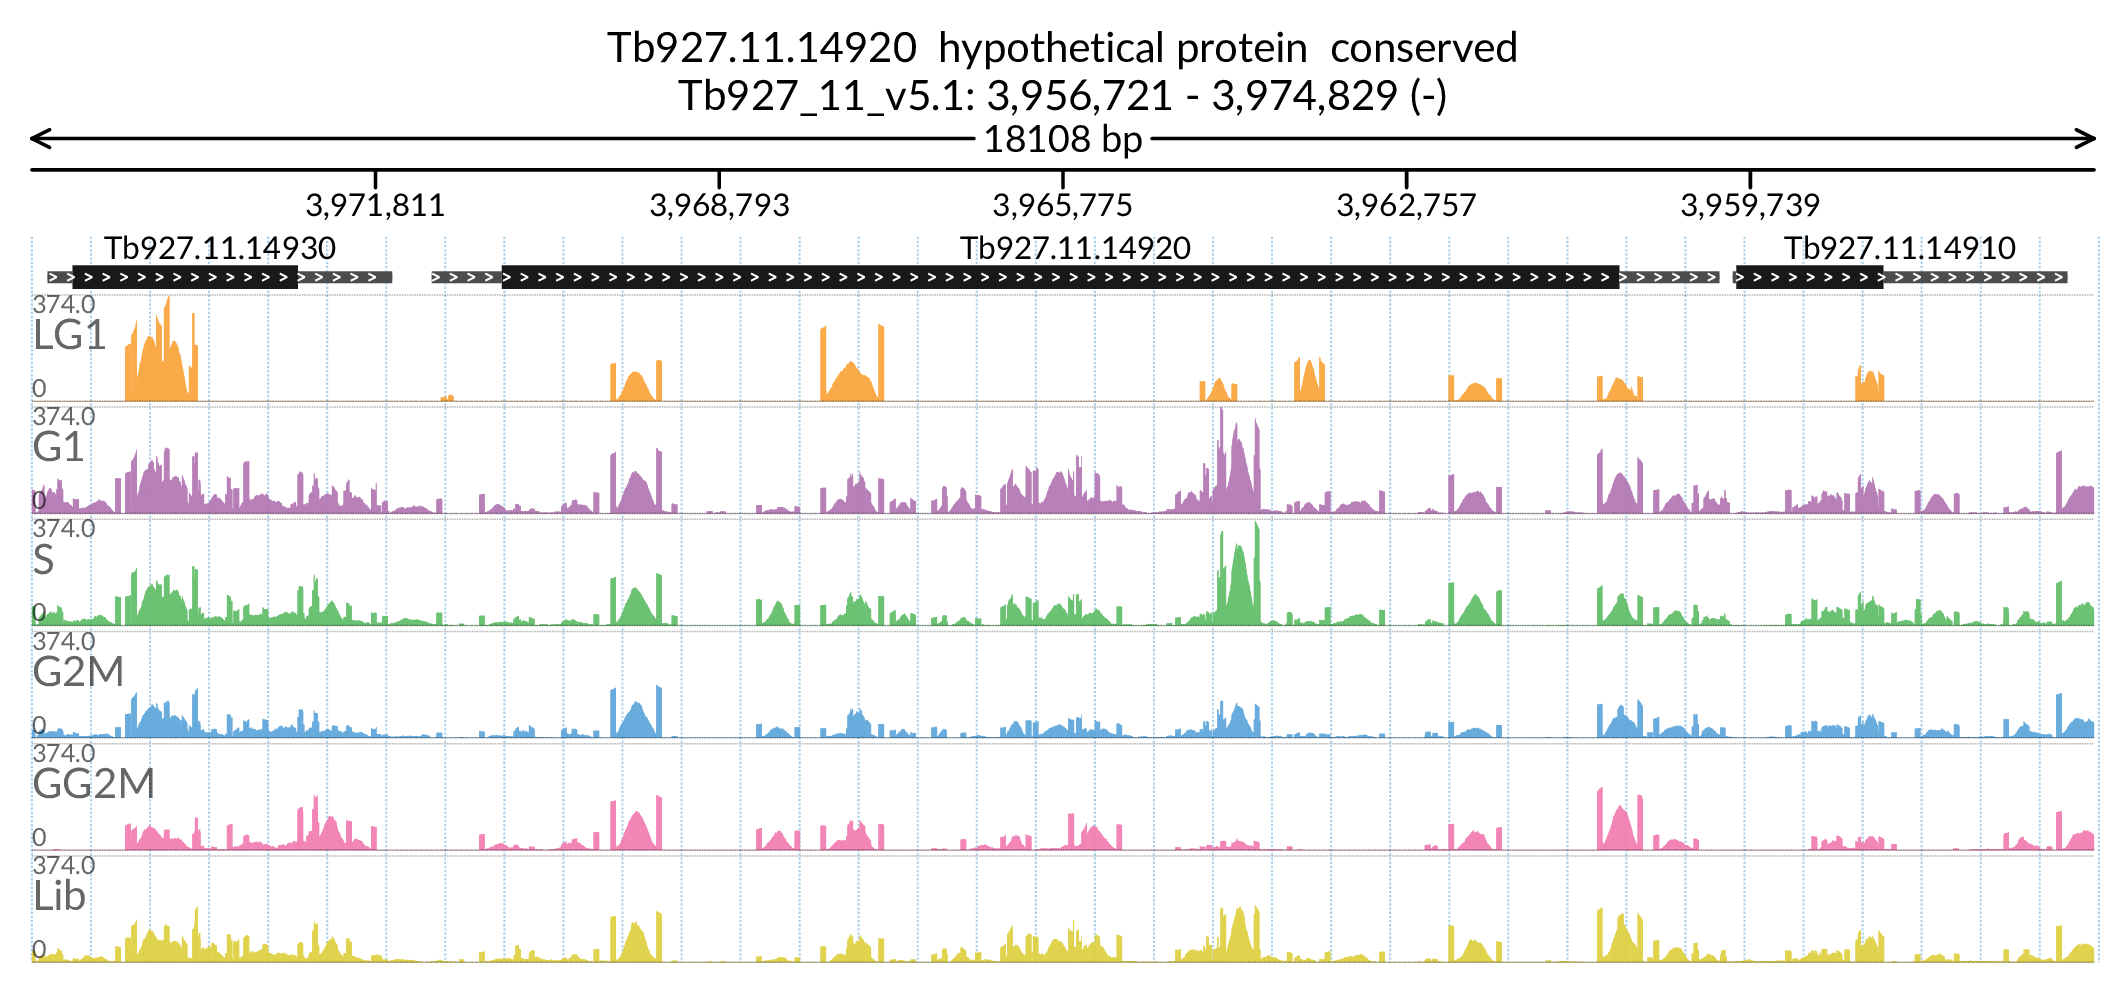 Tb927.11.14920  hypothetical protein  conserved
Tb927_11_v5.1: 3,956,721 - 3,974,829 (-)
18108 bp
3,971,811 3,968,793 3,965,775 3,962,757 3,959,739
Tb927.11.14930 Tb927.11.14920 Tb927.11.14910
374.0
LG1
0
374.0
G1
0
374.0
S
0
374.0
G2M
0
374.0
GG2M
0
374.0
Lib
0